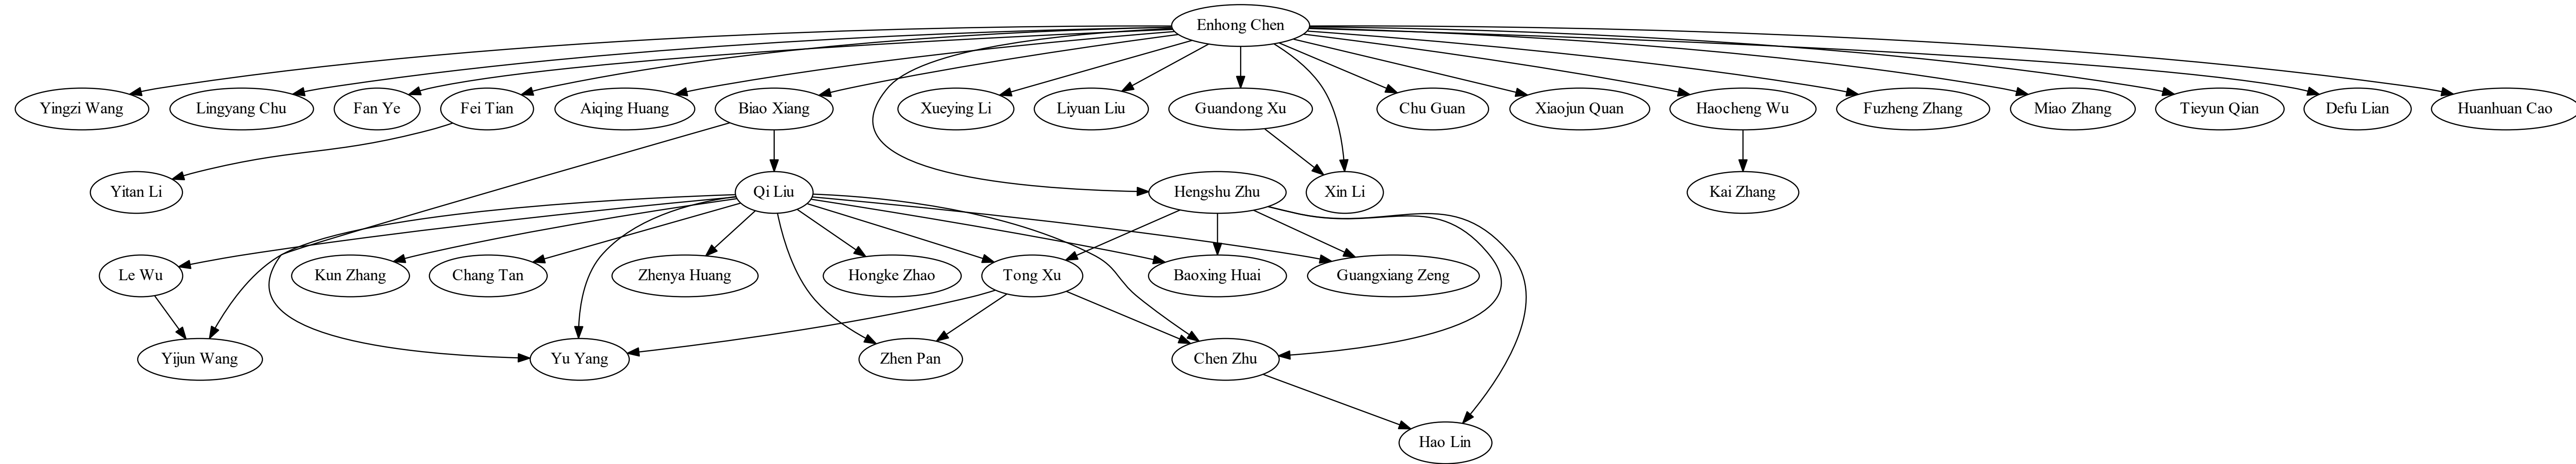 Enhong Chen
Yingzi Wang
Lingyang Chu
Fan Ye
Fei Tian
Aiqing Huang
Biao Xiang
Xueying Li
Liyuan Liu
Guandong Xu
Chu Guan
Xiaojun Quan
Haocheng Wu
Fuzheng Zhang
Miao Zhang
Tieyun Qian
Defu Lian
Huanhuan Cao
Yitan Li
Qi Liu
Hengshu Zhu
Xin Li
Kai Zhang
Le Wu
Kun Zhang
Chang Tan
Zhenya Huang
Hongke Zhao
Tong Xu
Baoxing Huai
Guangxiang Zeng
Yijun Wang
Yu Yang
Zhen Pan
Chen Zhu
Hao Lin